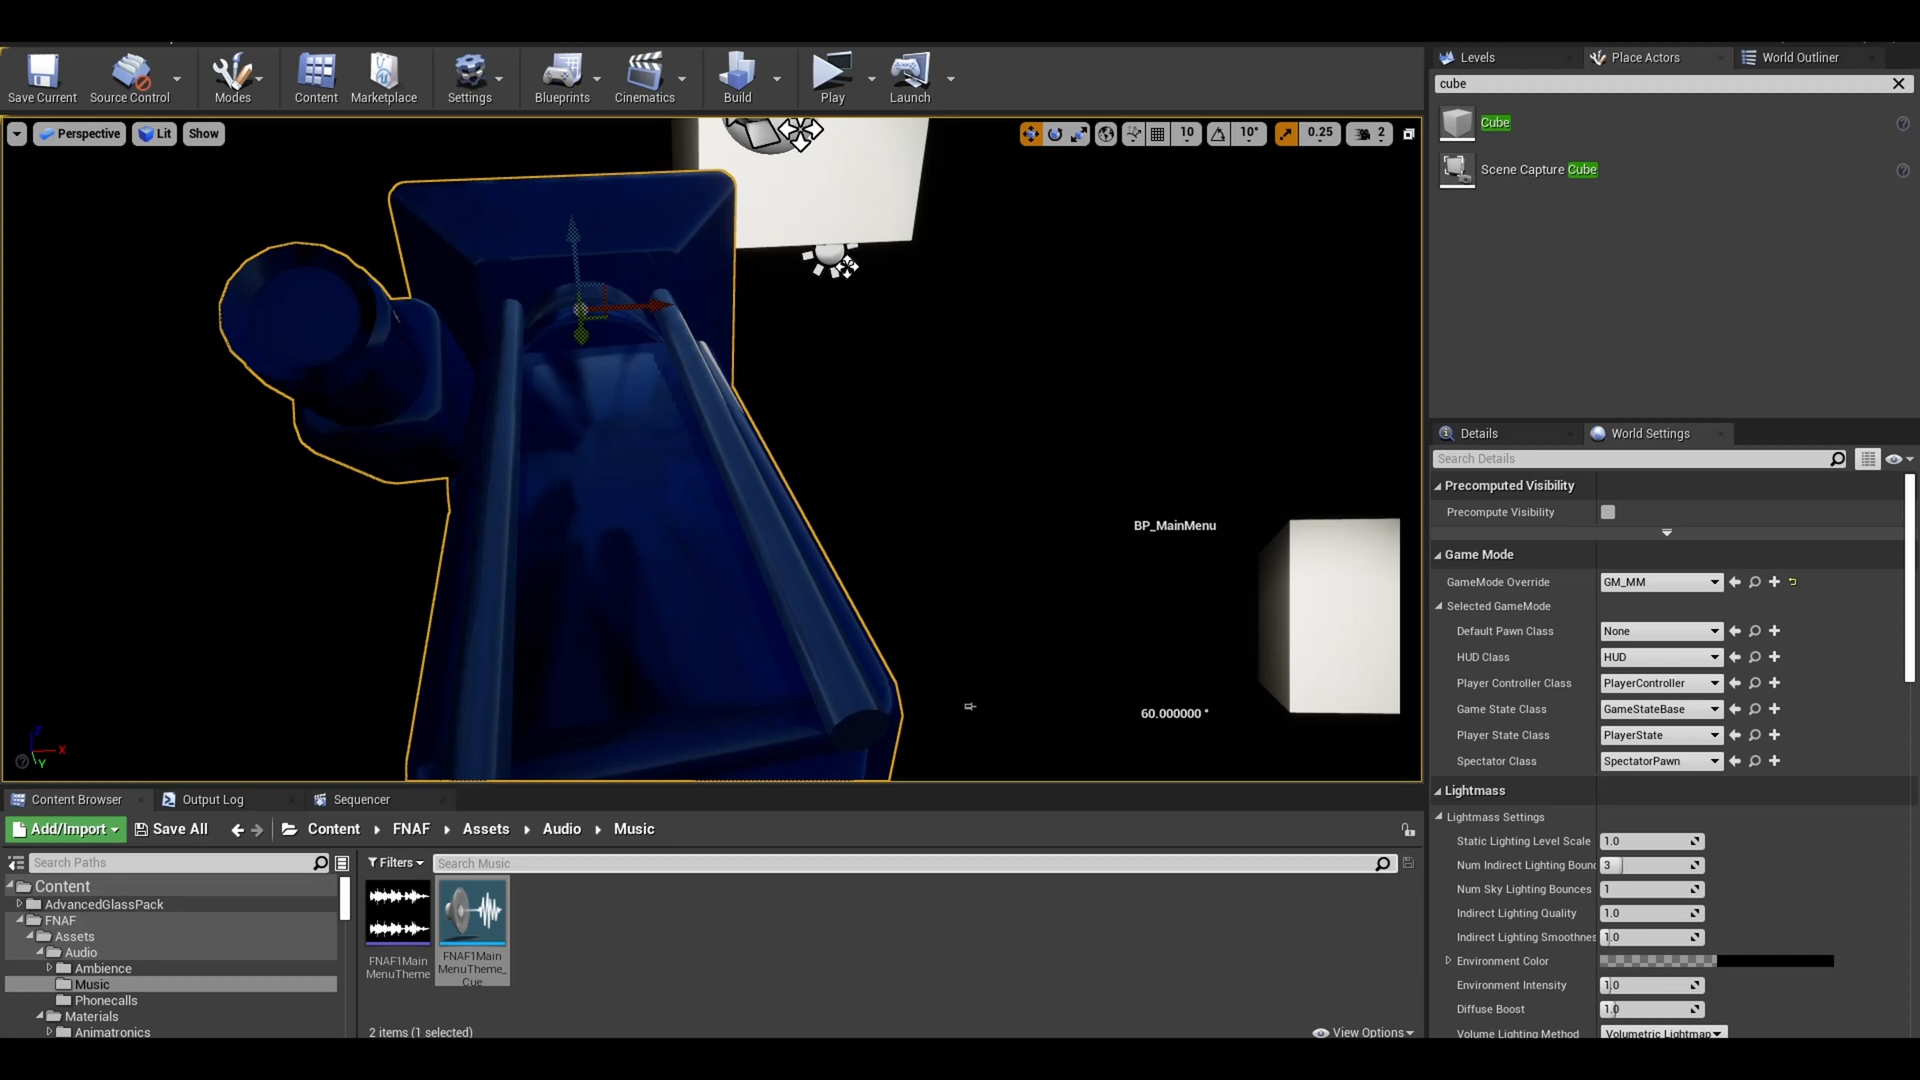 Save Current
Source Control
Modes
Content
Marketplace
Settings
Blueprints
Cinematics
Build
Play
Launch
Levels
Place Actors
World Outliner
cube
Cube
Scene Capture Cube
Perspective
Lit
Show
10
10°
0.25
2
BP_MainMenu
60.000000 °
Z
X
Y
Details
World Settings
Search Details
Precomputed Visibility
Precompute Visibility
Game Mode
GameMode Override
GM_MM
Selected GameMode
Default Pawn Class
None
HUD Class
HUD
Player Controller Class
PlayerController
Game State Class
GameStateBase
Player State Class
PlayerState
Spectator Class
SpectatorPawn
Lightmass
Lightmass Settings
Static Lighting Level Scale
1.0
Num Indirect Lighting Boun
3
Num Sky Lighting Bounces
1
Indirect Lighting Quality
1.0
Indirect Lighting Smoothnes
1.0
Environment Color
Environment Intensity
1.0
Diffuse Boost
1.0
Volume Lighting Method
Volumetric Lightmap
Content Browser
Output Log
Sequencer
Add/Import
Save All
Content
FNAF
Assets
Audio
Music
Search Paths
Filters
Search Music
Content
AdvancedGlassPack
FNAF
Assets
Audio
Ambience
Music
Phonecalls
Materials
Animatronics
FNAF1Main
MenuTheme
FNAF1Main
MenuTheme_
Cue
2 items (1 selected)
View Options